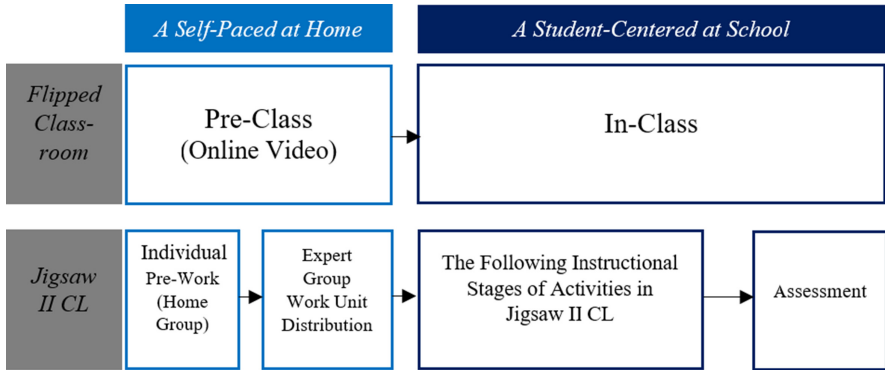 A Self-Paced at Home
A Student-Centered at School
Flipped
Class-
room
Pre-Class
(Online Video)
In-Class
Jigsaw
II CL
Individual
Pre-Work
(Home
Group)
Expert
Group
Work Unit
Distribution
The Following Instructional
Stages of Activities in
Jigsaw II CL
Assessment